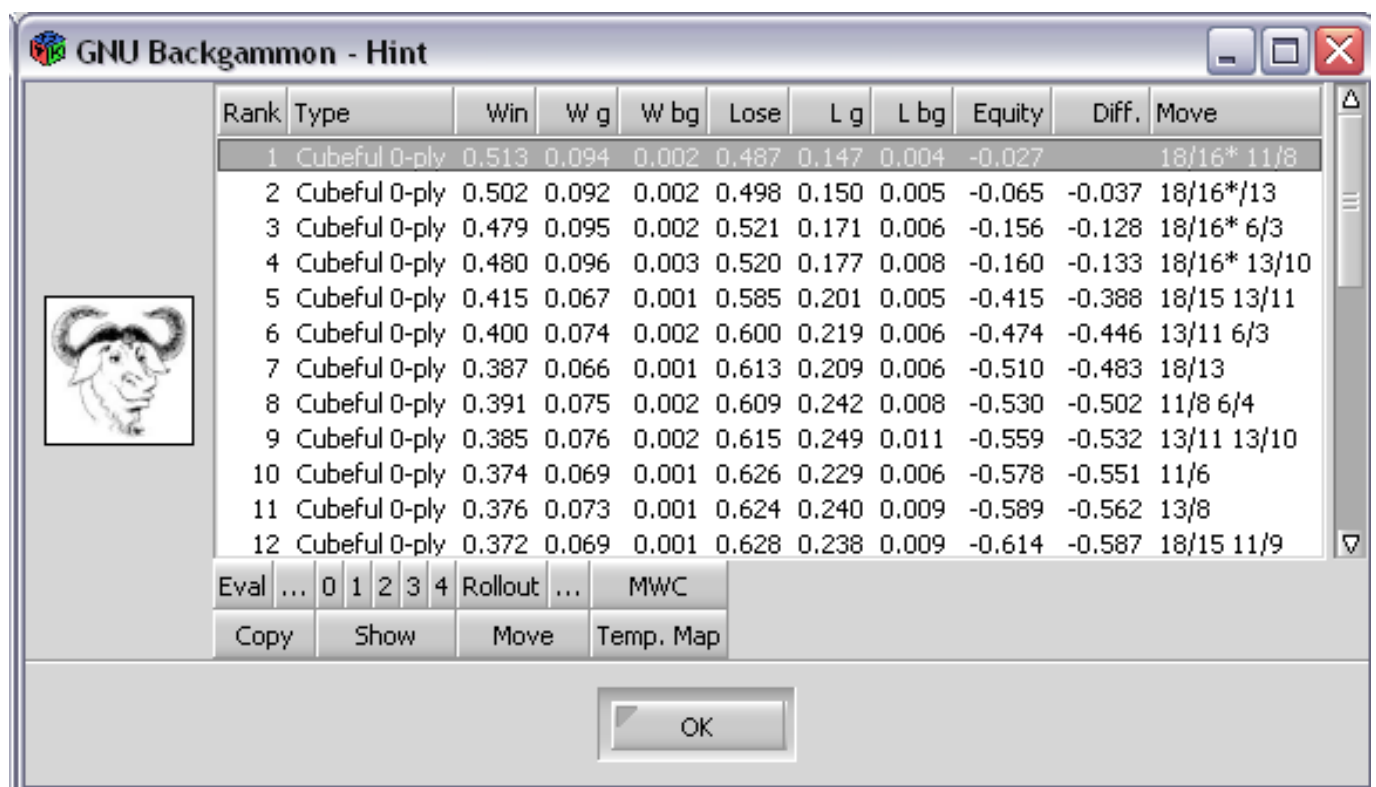 GNU Backgammon - Hint
Rank Type Win W g W bg Lose L g L bg Equity Diff. Move
1 Cubeful 0-ply 0.513 0.094 0.002 0.487 0.147 0.004 -0.027 18/16* 11/8
2 Cubeful 0-ply 0.502 0.092 0.002 0.498 0.150 0.005 -0.065 -0.037 18/16*/13
3 Cubeful 0-ply 0.479 0.095 0.002 0.521 0.171 0.006 -0.156 -0.128 18/16* 6/3
4 Cubeful 0-ply 0.480 0.096 0.003 0.520 0.177 0.008 -0.160 -0.133 18/16* 13/10
5 Cubeful 0-ply 0.415 0.067 0.001 0.585 0.201 0.005 -0.415 -0.388 18/15 13/11
6 Cubeful 0-ply 0.400 0.074 0.002 0.600 0.219 0.006 -0.474 -0.446 13/11 6/3
7 Cubeful 0-ply 0.387 0.066 0.001 0.613 0.209 0.006 -0.510 -0.483 18/13
8 Cubeful 0-ply 0.391 0.075 0.002 0.609 0.242 0.008 -0.530 -0.502 11/8 6/4
9 Cubeful 0-ply 0.385 0.076 0.002 0.615 0.249 0.011 -0.559 -0.532 13/11 13/10
10 Cubeful 0-ply 0.374 0.069 0.001 0.626 0.229 0.006 -0.578 -0.551 11/6
11 Cubeful 0-ply 0.376 0.073 0.001 0.624 0.240 0.009 -0.589 -0.562 13/8
12 Cubeful 0-ply 0.372 0.069 0.001 0.628 0.238 0.009 -0.614 -0.587 18/15 11/9
Eval ... 0 1 2 3 4 Rollout ... MWC
Copy Show Move Temp. Map
OK